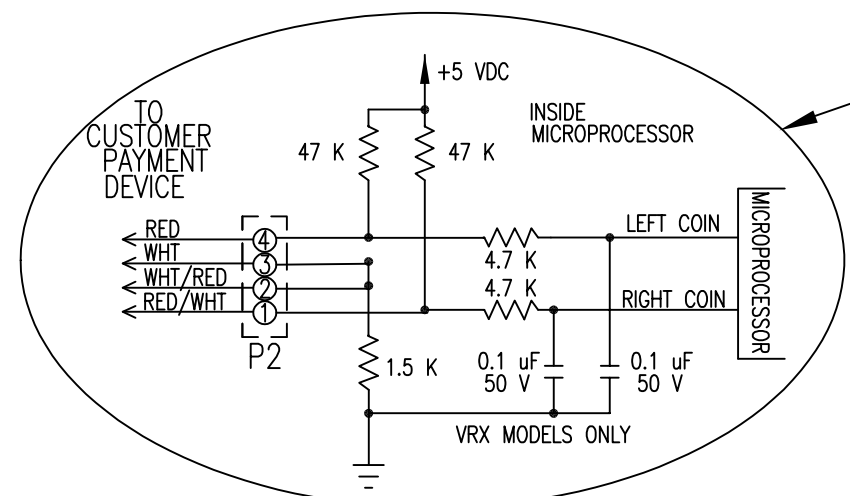 +5 VDC
TO
CUSTOMER
PAYMENT
DEVICE
INSIDE
MICROPROCESSOR
47 K
47 K
RED
WHT
WHT/RED
RED/WHT
4
3
2
1
P2
4.7 K
4.7 K
LEFT COIN
RIGHT COIN
MICROPROCESSOR
1.5 K
0.1 uF
50 V
0.1 uF
50 V
VRX MODELS ONLY